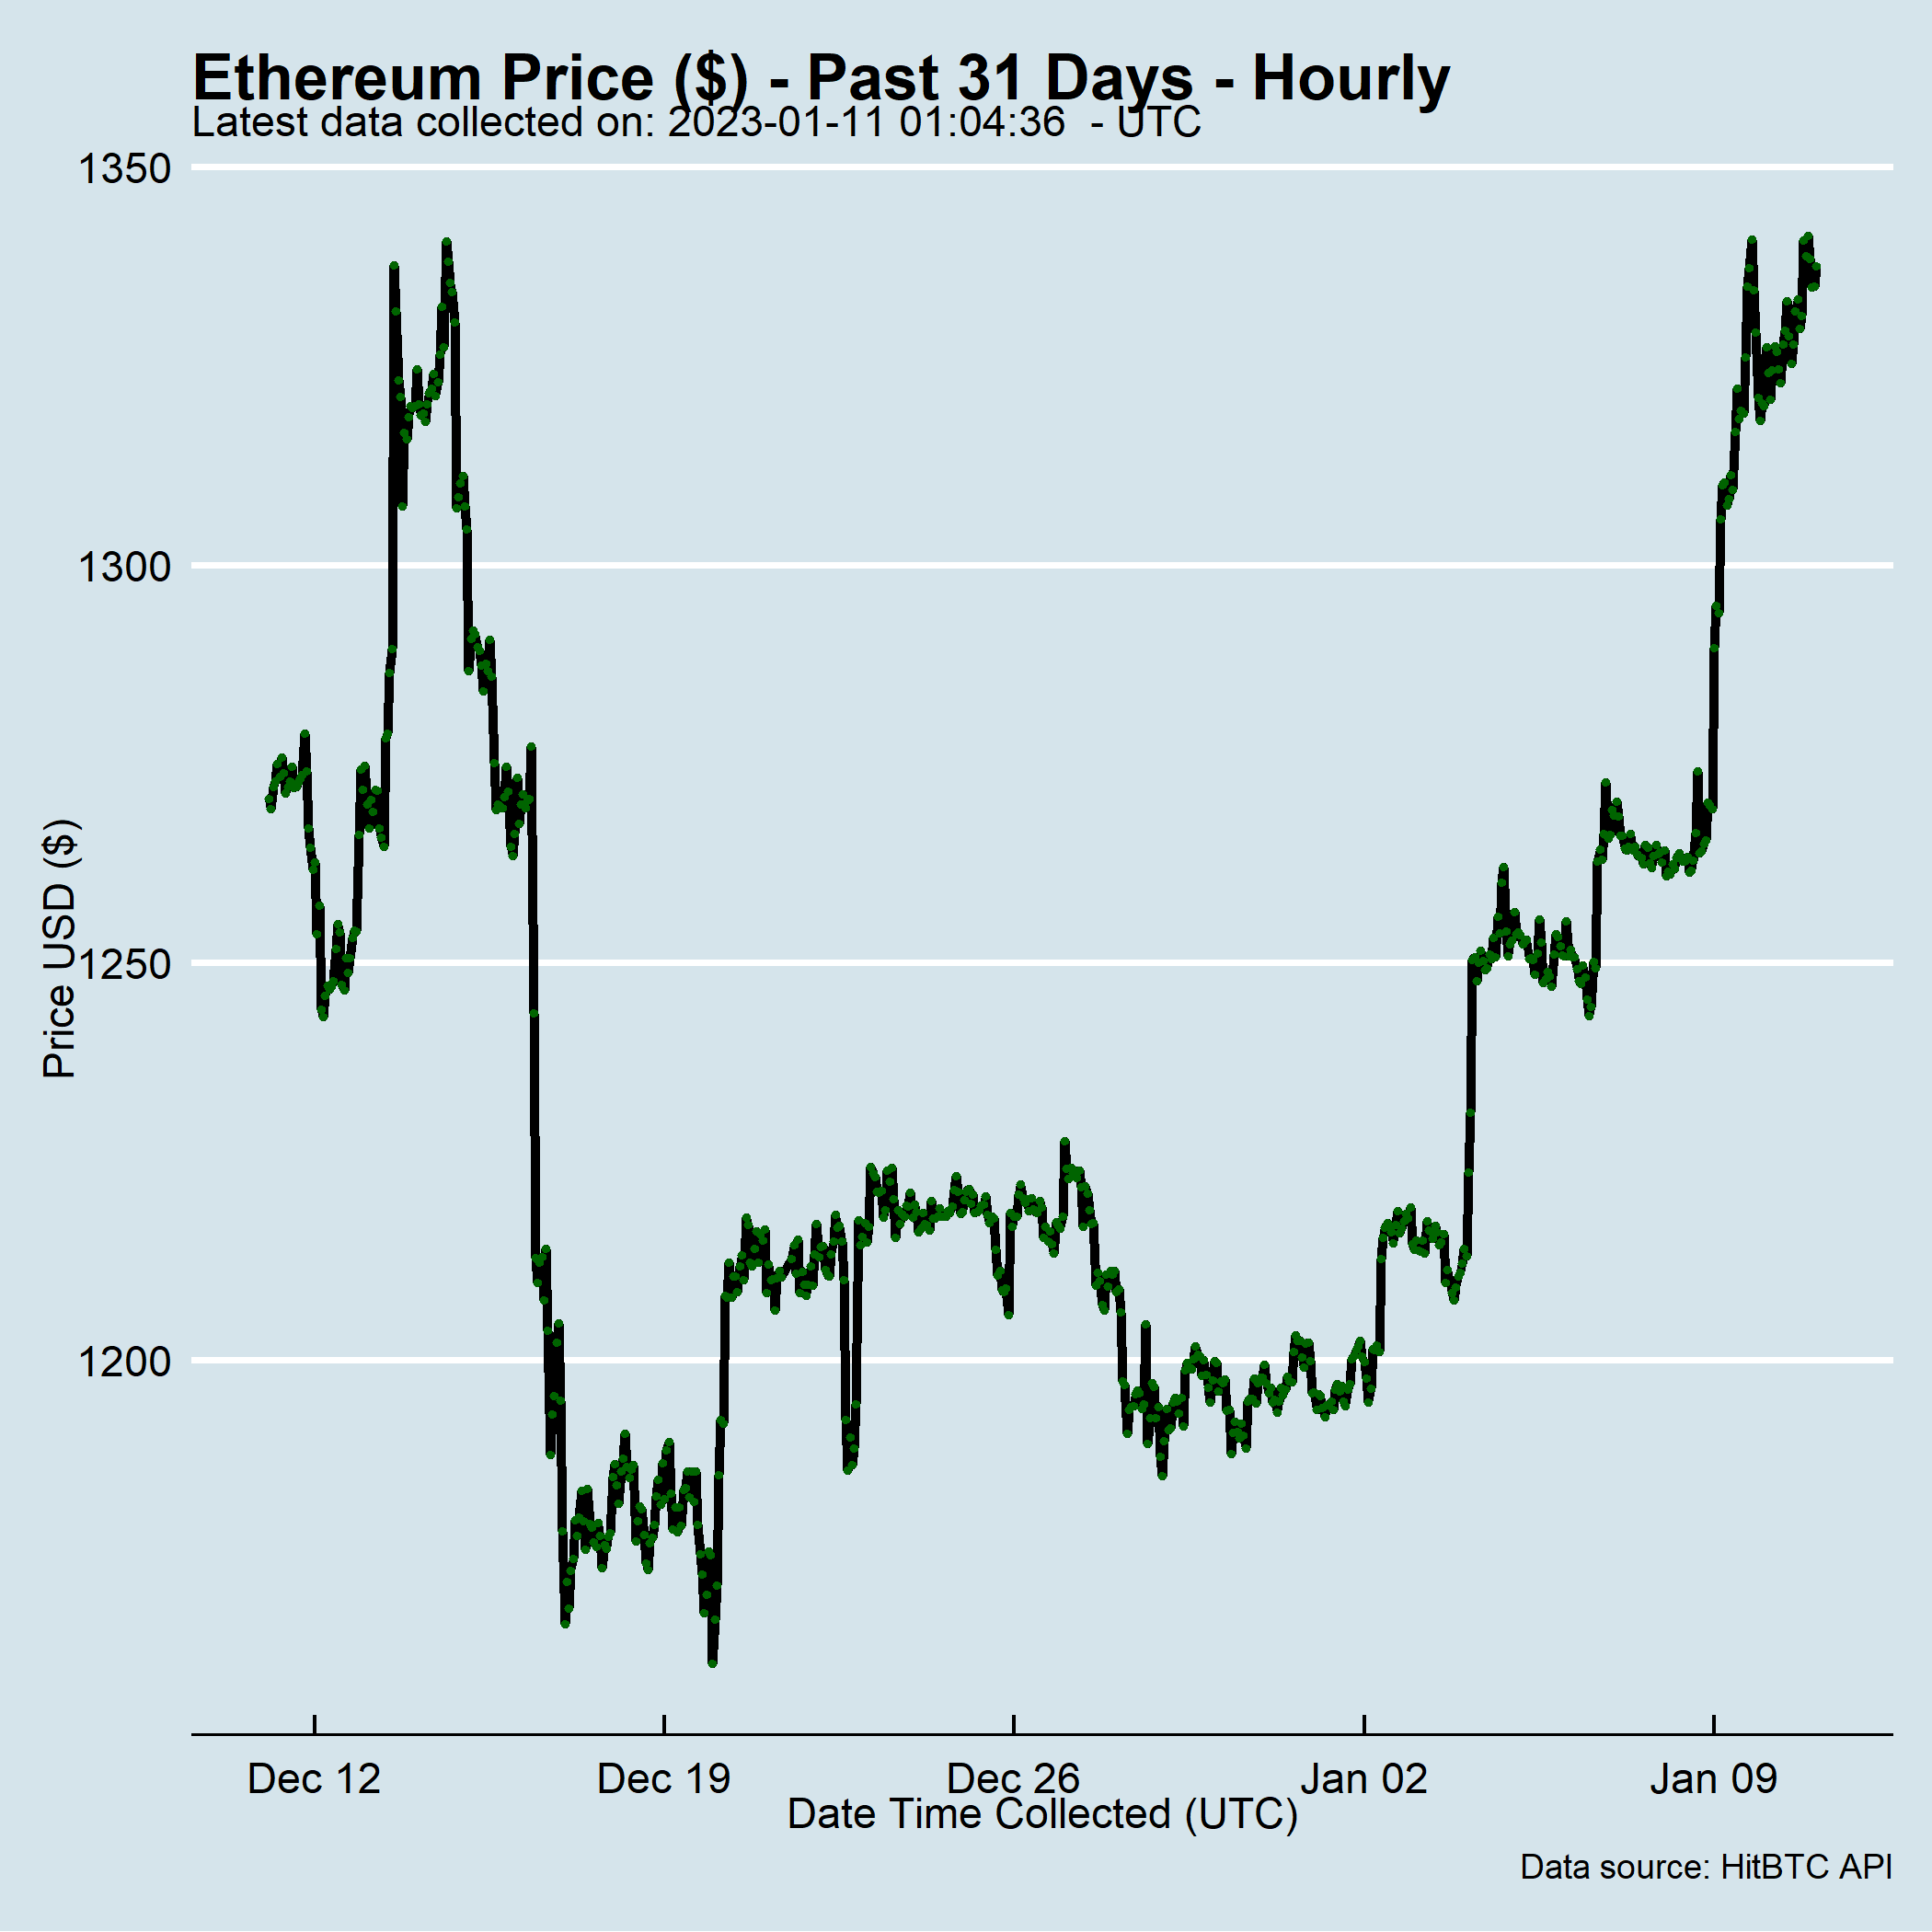 Ethereum Price ($) - Past 31 Days - Hourly
Latest data collected on: 2023-01-11 01:04:36  - UTC
1350
1300
1250
1200
Price USD ($)
Dec 12
Dec 19
Dec 26
Jan 02
Jan 09
Date Time Collected (UTC)
Data source: HitBTC API